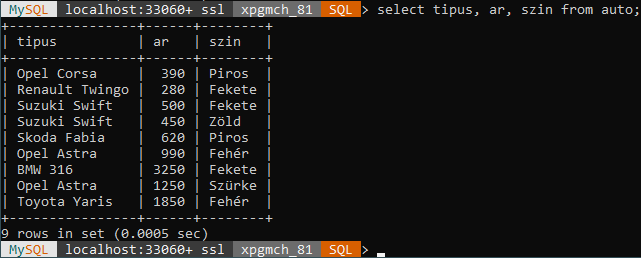 MySQL localhost:33060+ ssl xpgmch_81 SQL > select tipus, ar, szin from auto;
+----------------+------+--------+
| tipus          | ar   | szin   |
+----------------+------+--------+
| Opel Corsa     |  390 | Piros  |
| Renault Twingo |  280 | Fekete |
| Suzuki Swift   |  500 | Fekete |
| Suzuki Swift   |  450 | Zöld   |
| Skoda Fabia    |  620 | Piros  |
| Opel Astra     |  990 | Fehér  |
| BMW 316        | 3250 | Fekete |
| Opel Astra     | 1250 | Szürke |
| Toyota Yaris   | 1850 | Fehér  |
+----------------+------+--------+
9 rows in set (0.0005 sec)
MySQL localhost:33060+ ssl xpgmch_81 SQL >